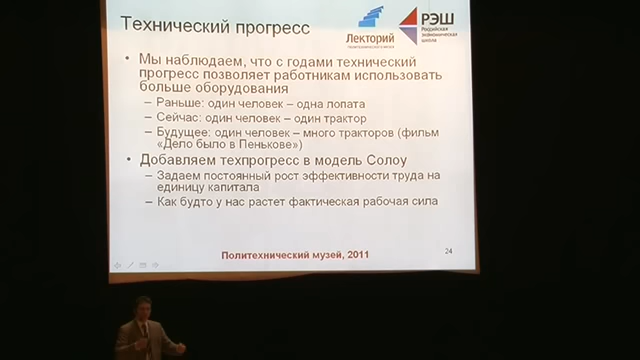 Технический прогресс
Лекторий
ПОЛИТЕХНИЧЕСКОГО МУЗЕЯ
РЭШ
Российская
экономическая
школа
• Мы наблюдаем, что с годами технический
прогресс позволяет работникам использовать
больше оборудования
– Раньше: один человек – одна лопата
– Сейчас: один человек – один трактор
– Будущее: один человек – много тракторов (фильм
«Дело было в Пенькове»)
• Добавляем техпрогресс в модель Солоу
– Задаем постоянный рост эффективности труда на
единицу капитала
– Как будто у нас растет фактическая рабочая сила
Политехнический музей, 2011
24